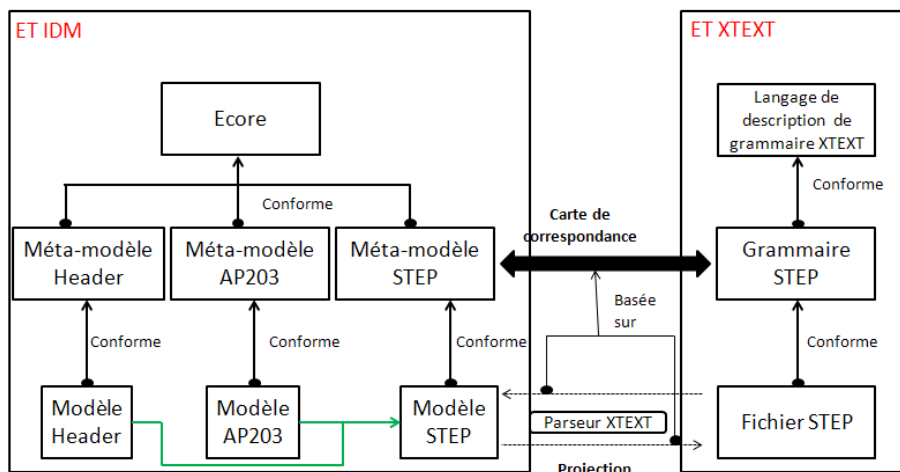 ET IDM
ET XTEXT
Ecore
Langage de
description de
grammaire XTEXT
Conforme
Conforme
Carte de
correspondance
Méta-modèle
Header
Méta-modèle
AP203
Méta-modèle
STEP
Grammaire
STEP
Basée
sur
Conforme
Conforme
Conforme
Conforme
Modèle
Header
Modèle
AP203
Modèle
STEP
Parseur XTEXT
Fichier STEP
Projection